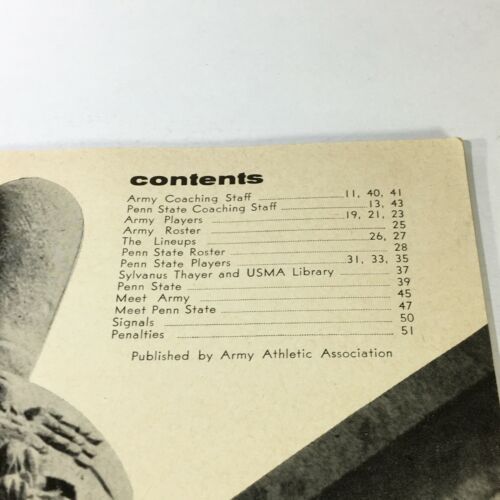 contents
Army Coaching Staff 11, 40, 41
Penn State Coaching Staff 13, 43
Army Players 19, 21, 23
Army Roster 25
The Lineups 26, 27
Penn State Roster 28
Penn State Players 31, 33, 35
Sylvanus Thayer and USMA Library 37
Penn State 39
Meet Army 45
Meet Penn State 47
Signals 50
Penalties 51
Published by Army Athletic Association